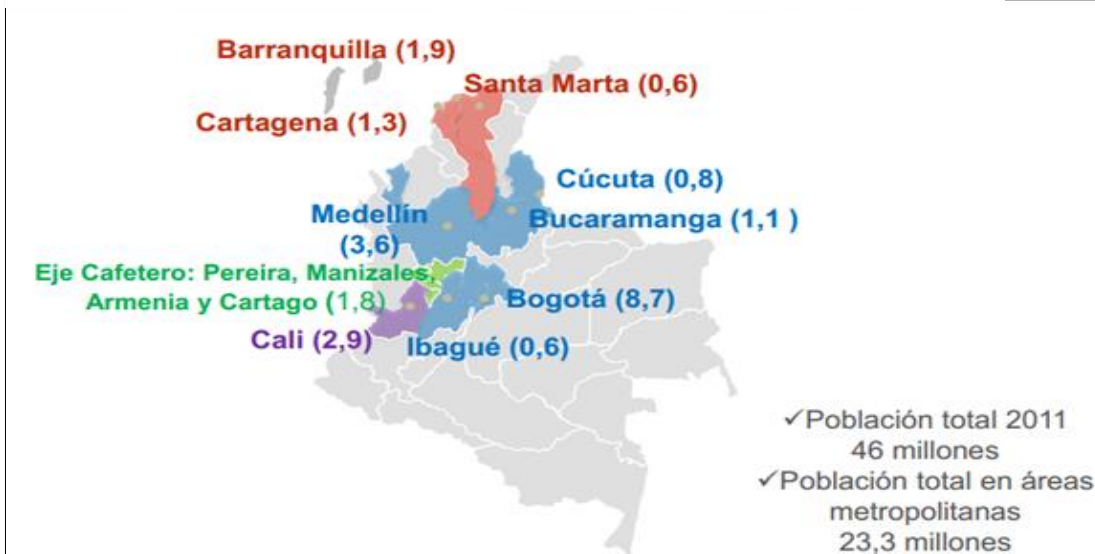 Barranquilla (1,9)
Santa Marta (0,6)
Cartagena (1,3)
Cúcuta (0,8)
Medellín
(3,6)
Bucaramanga (1,1 )
Eje Cafetero: Pereira, Manizales,
Armenia y Cartago (1,8)
Bogotá (8,7)
Cali (2,9)
Ibagué (0,6)
✓Población total 2011
46 millones
✓Población total en áreas
metropolitanas
23,3 millones